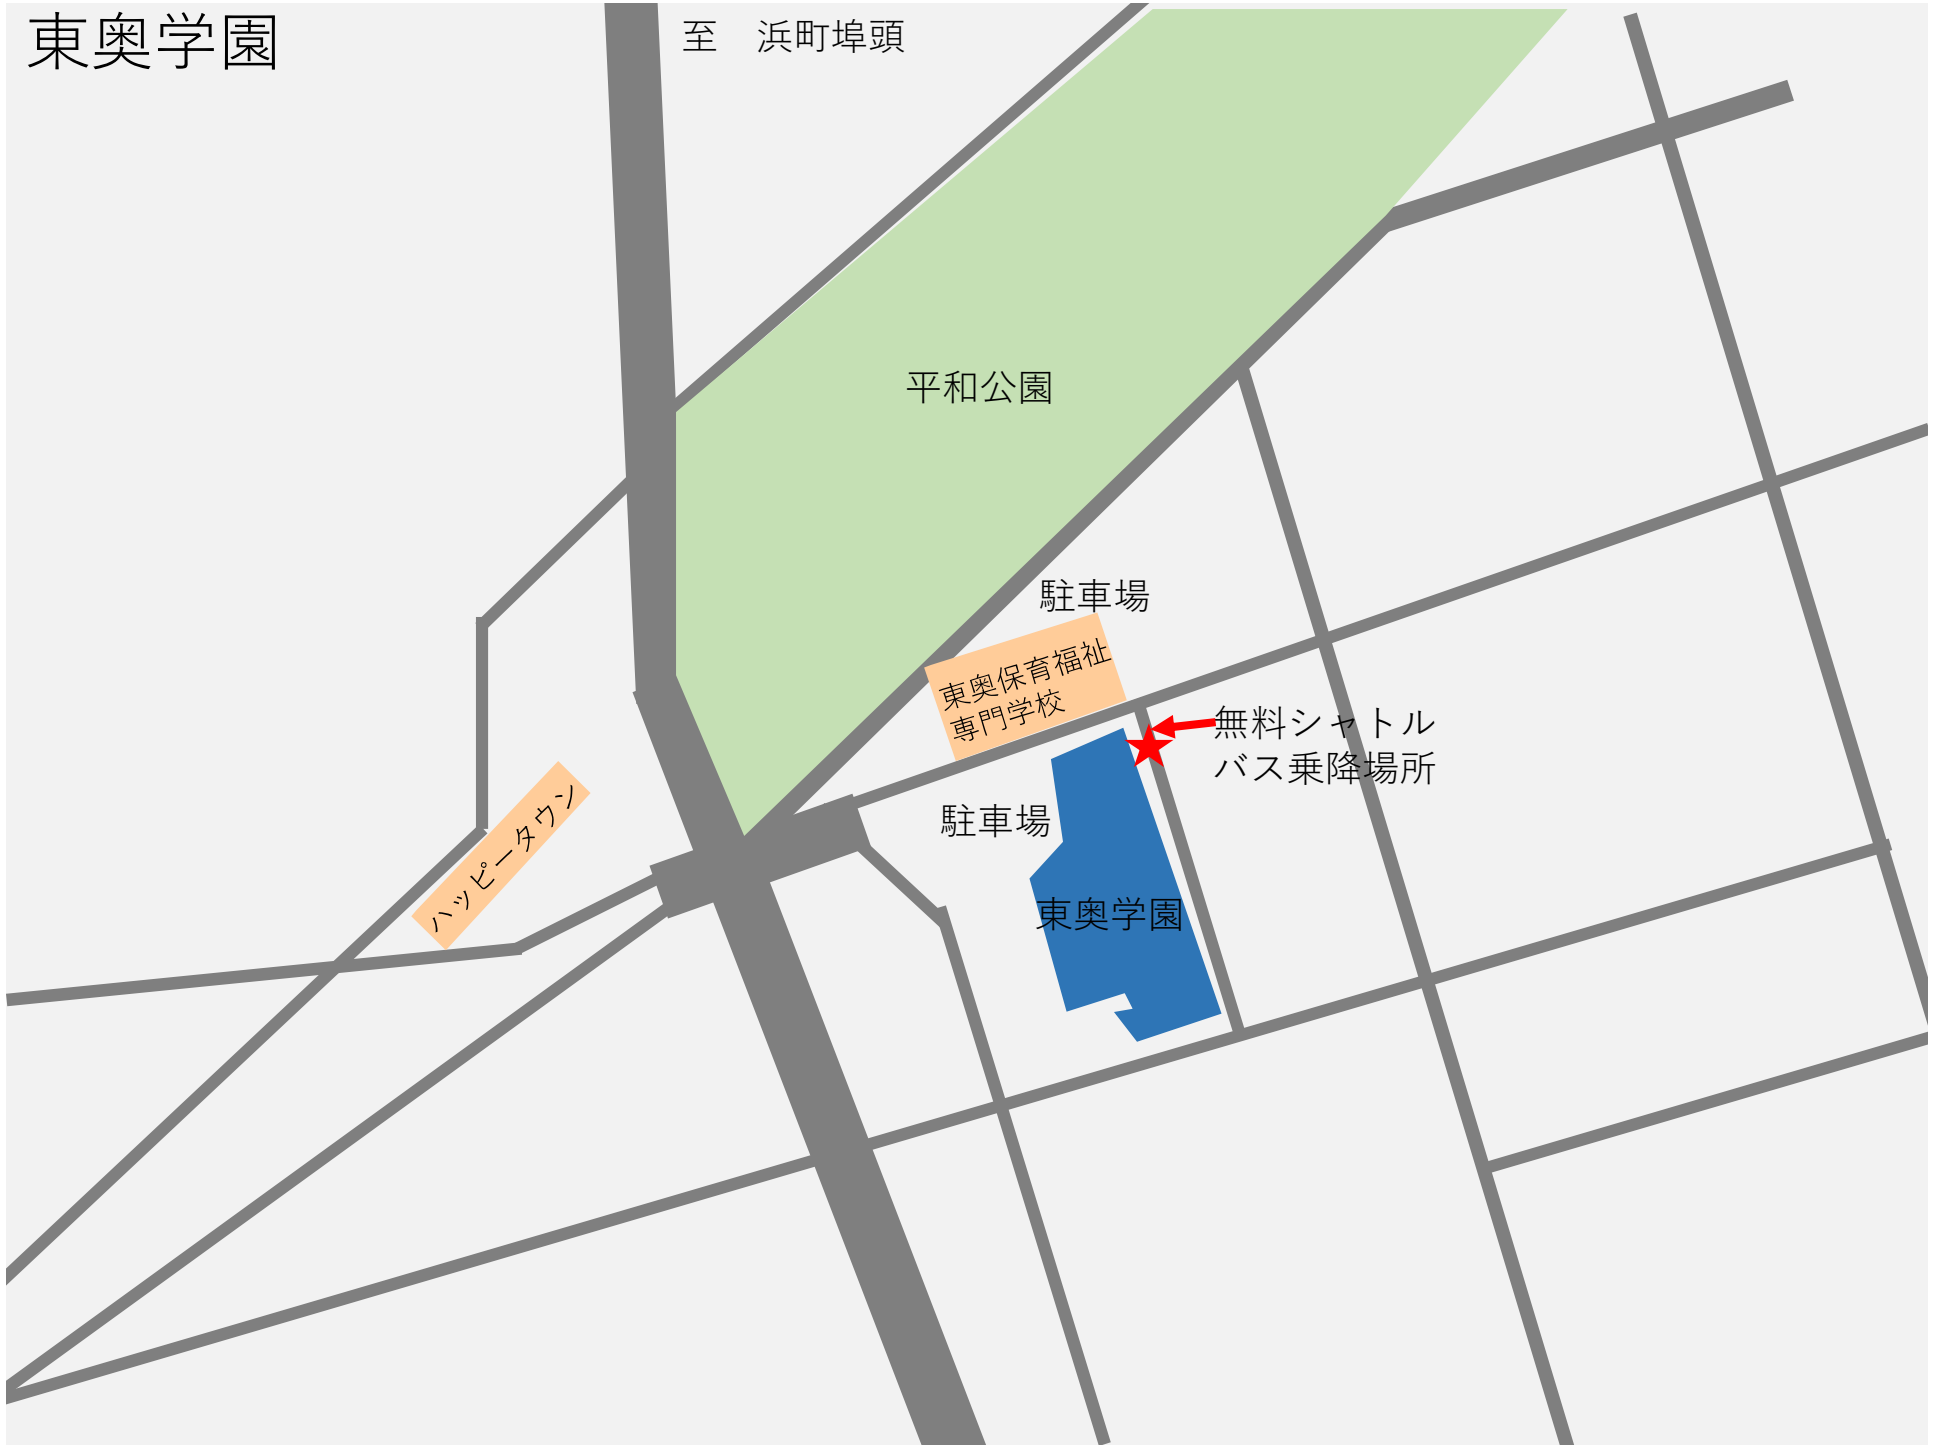 東奥学園
至　浜町埠頭
平和公園
駐車場
東奥保育福祉
専門学校
無料シャトル
バス乗降場所
駐車場
ハッピータウン
東奥学園